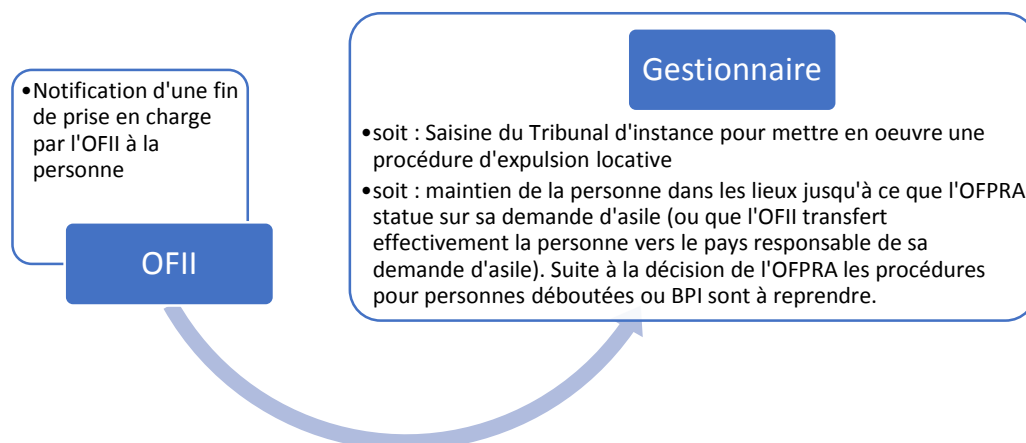 •Notification d'une fin
de prise en charge
par l'OFII à la
personne
OFII
Gestionnaire
•soit : Saisine du Tribunal d'instance pour mettre en oeuvre une
procédure d'expulsion locative
•soit : maintien de la personne dans les lieux jusqu'à ce que l'OFPRA
statue sur sa demande d'asile (ou que l'OFII transfert
effectivement la personne vers le pays responsable de sa
demande d'asile). Suite à la décision de l'OFPRA les procédures
pour personnes déboutées ou BPI sont à reprendre.